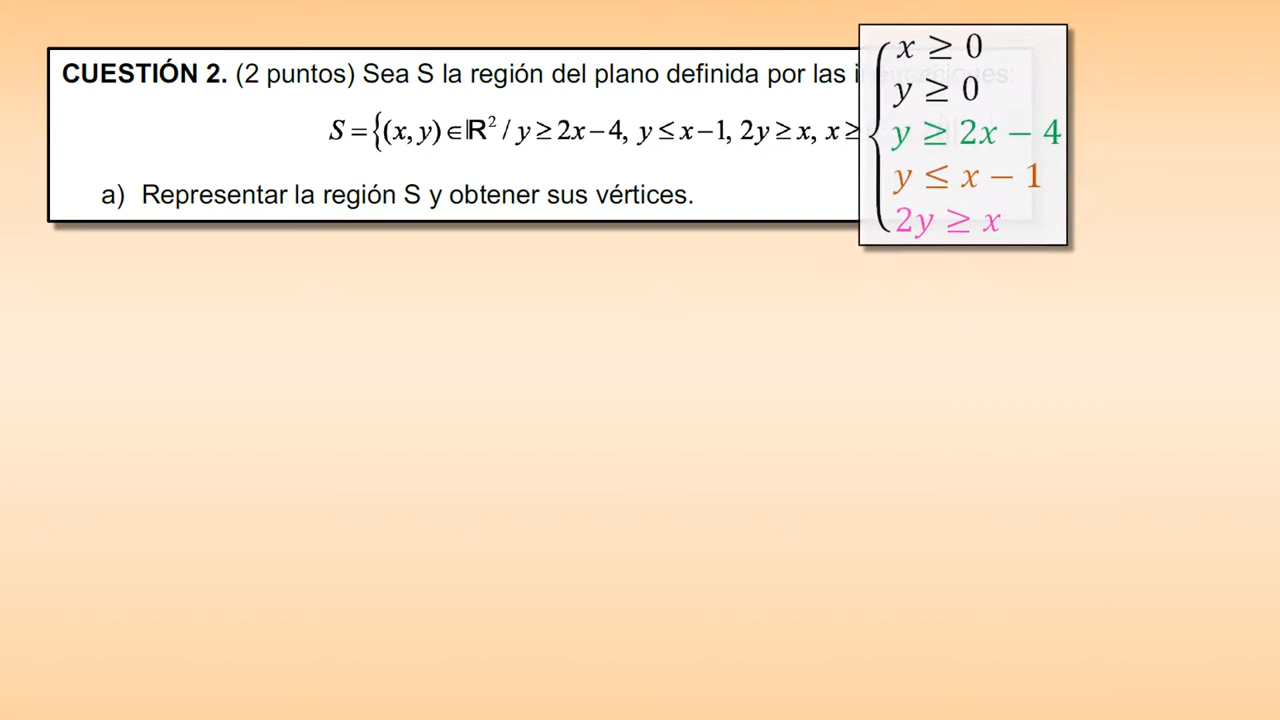 CUESTIÓN 2. (2 puntos) Sea S la región del plano definida por las
S = {(x, y) ∈ ℝ² / y ≥ 2x − 4, y ≤ x − 1, 2y ≥ x, x ≥
a) Representar la región S y obtener sus vértices.
x ≥ 0
y ≥ 0
y ≥ 2x − 4
y ≤ x − 1
2y ≥ x